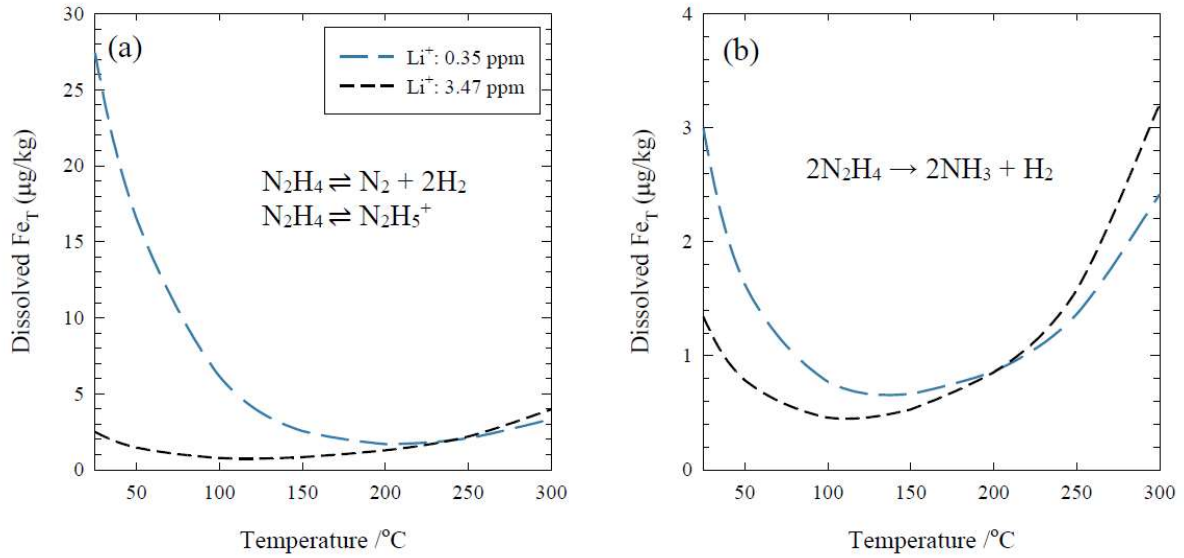 (a)
Li⁺: 0.35 ppm
Li⁺: 3.47 ppm
N₂H₄ ⇌ N₂ + 2H₂
N₂H₄ ⇌ N₂H₅⁺
Dissolved Fe_T (µg/kg)
30
25
20
15
10
5
0
50
100
150
200
250
300
Temperature /°C
(b)
2N₂H₄ → 2NH₃ + H₂
Dissolved Fe_T (µg/kg)
4
3
2
1
0
50
100
150
200
250
300
Temperature /°C